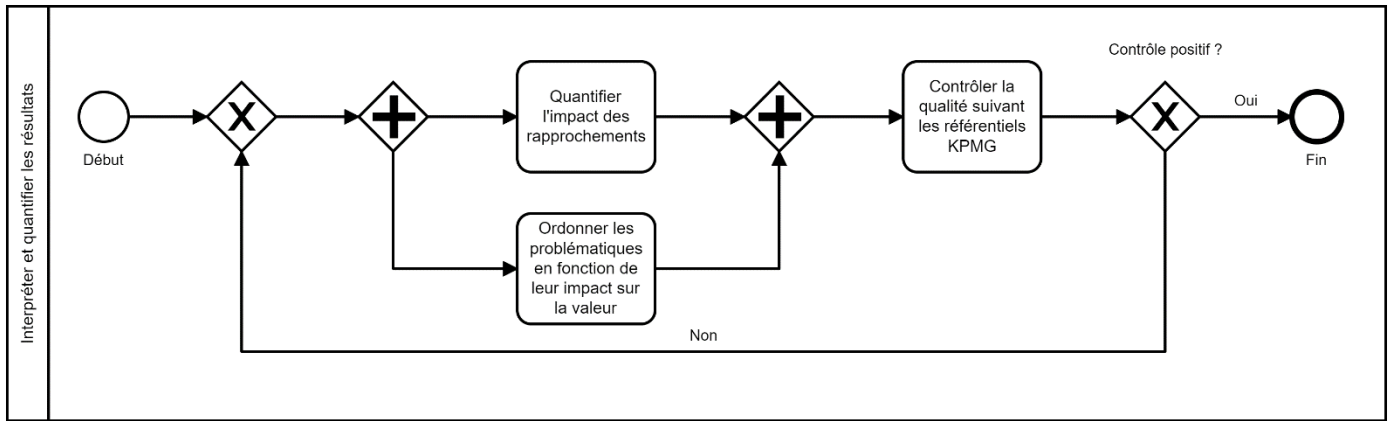 Interpréter et quantifier les résultats
Début
Quantifier
l'impact des
rapprochements
Ordonner les
problématiques
en fonction de
leur impact sur
la valeur
Contrôler la
qualité suivant
les référentiels
KPMG
Contrôle positif ?
Oui
Fin
Non